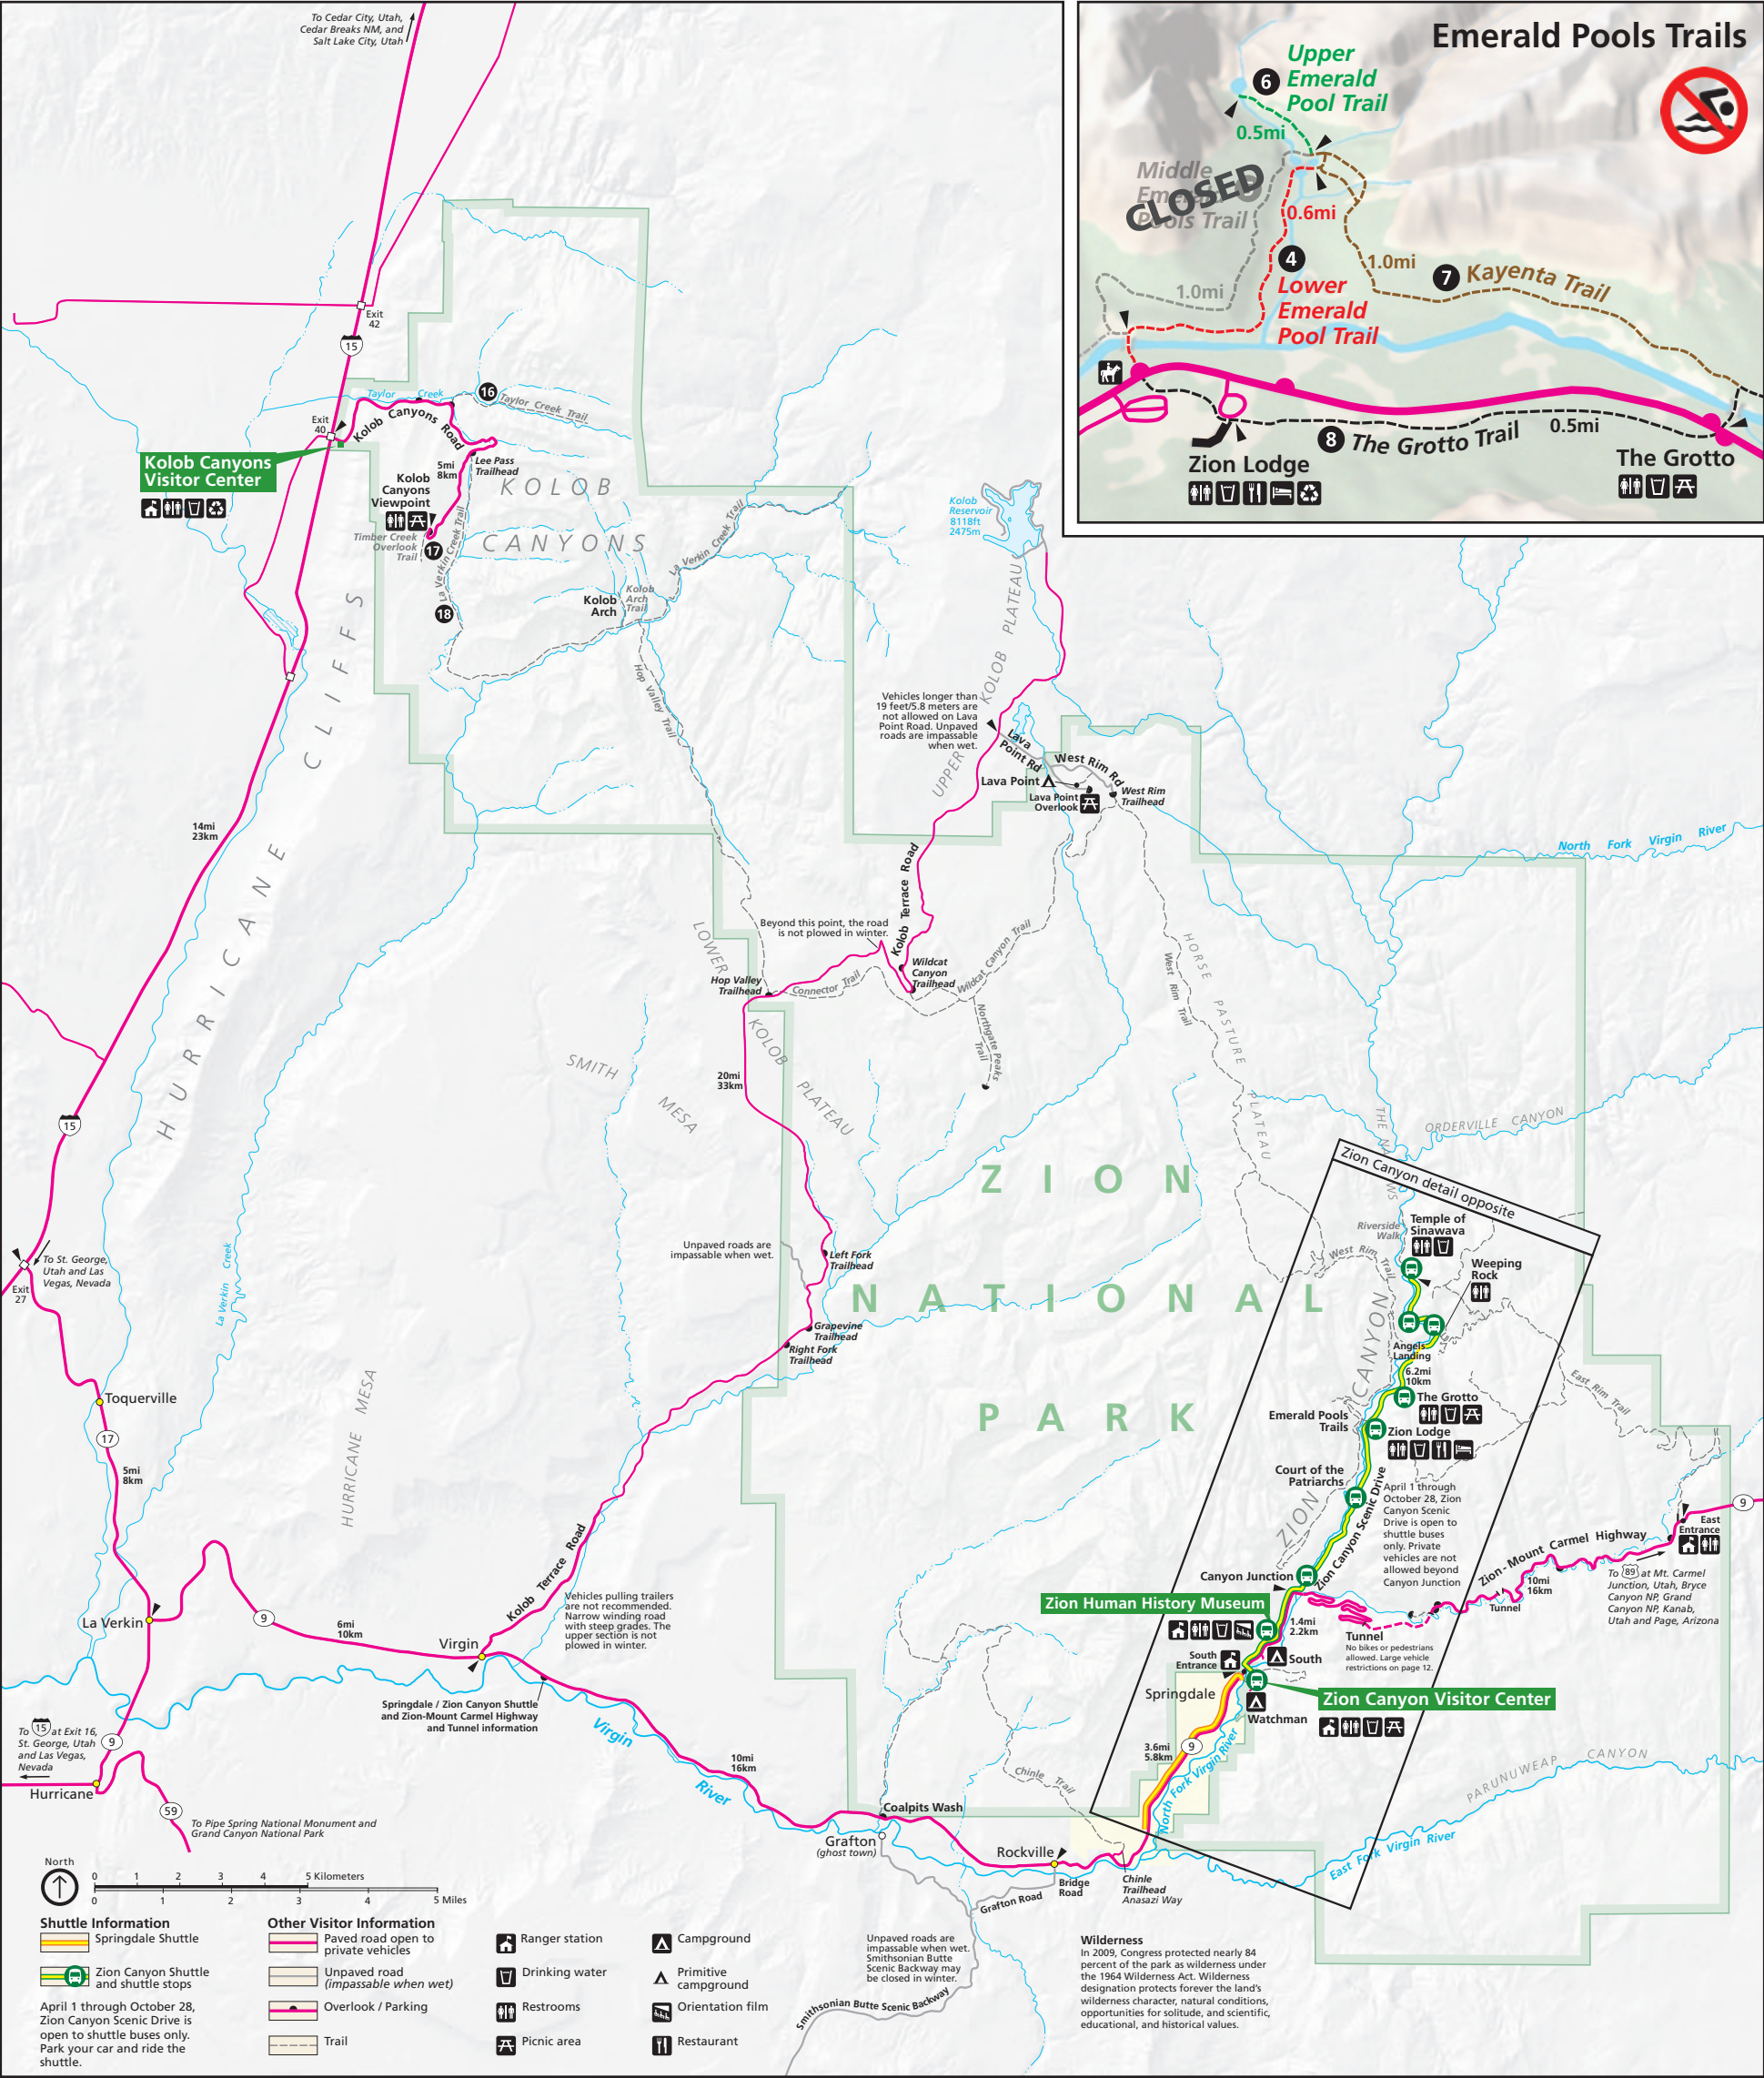 To Cedar City, Utah,
Cedar Breaks NM, and
Salt Lake City, Utah
Emerald Pools Trails
6
Upper
Emerald
Pool Trail
0.5mi
Middle
Emerald
Pools Trail
CLOSED
0.6mi
4
Lower
Emerald
Pool Trail
1.0mi
1.0mi
7 Kayenta Trail
8 The Grotto Trail
0.5mi
Zion Lodge
The Grotto
Exit
42
15
Taylor Creek
16
Taylor Creek Trail
Exit
40
Kolob Canyons Road
Kolob Canyons
Visitor Center
5mi
8km
Lee Pass
Trailhead
Kolob
Canyons
Viewpoint
KOLOB
CANYONS
Timber Creek
Overlook
Trail
17
La Verkin Creek Trail
18
La Verkin Creek Trail
Kolob
Arch
Kolob
Arch
Trail
Hop Valley Trail
Kolob
Reservoir
8118ft
2475m
UPPER KOLOB PLATEAU
Vehicles longer than
19 feet/5.8 meters are
not allowed on Lava
Point Road. Unpaved
roads are impassable
when wet.
Lava
Point Rd
West Rim Rd
Lava Point
Lava Point
Overlook
West Rim
Trailhead
HURRICANE CLIFFS
14mi
23km
North Fork Virgin River
Kolob Terrace Road
Beyond this point, the road
is not plowed in winter.
Wildcat
Canyon
Trailhead
Wildcat Canyon Trail
Hop Valley
Trailhead
Connector Trail
Northgate Peaks
Trail
West Rim Trail
HORSE PASTURE PLATEAU
LOWER KOLOB PLATEAU
20mi
33km
SMITH
MESA
15
ORDERVILLE CANYON
THE NARROWS
Zion Canyon detail opposite
ZION
NATIONAL
PARK
Unpaved roads are
impassable when wet.
Left Fork
Trailhead
Grapevine
Trailhead
Right Fork
Trailhead
Riverside
Walk
Temple of
Sinawava
West Rim Trail
Weeping
Rock
Angels
Landing
6.2mi
10km
The Grotto
Emerald Pools
Trails
Zion Lodge
East Rim Trail
Court of the
Patriarchs
ZION CANYON
Zion Canyon Scenic Drive
April 1 through
October 28, Zion
Canyon Scenic
Drive is open to
shuttle buses
only. Private
vehicles are not
allowed beyond
Canyon Junction
Canyon Junction
Zion-Mount Carmel Highway
10mi
16km
Tunnel
East
Entrance
9
To 89 at Mt. Carmel
Junction, Utah, Bryce
Canyon NP, Grand
Canyon NP, Kanab,
Utah and Page, Arizona
Zion Human History Museum
1.4mi
2.2km
Tunnel
No bikes or pedestrians
allowed. Large vehicle
restrictions on page 12.
South
Entrance
South
Springdale
Zion Canyon Visitor Center
Watchman
3.6mi
5.8km
9
North Fork Virgin River
PARUNUWEAP CANYON
East Fork Virgin River
To St. George,
Utah and Las
Vegas, Nevada
Exit
27
La Verkin Creek
Toquerville
17
5mi
8km
HURRICANE MESA
La Verkin
9
6mi
10km
Virgin
Kolob Terrace Road
Vehicles pulling trailers
are not recommended.
Narrow winding road
with steep grades. The
upper section is not
plowed in winter.
Springdale / Zion Canyon Shuttle
and Zion-Mount Carmel Highway
and Tunnel information
Virgin River
10mi
16km
To 15 at Exit 16,
St. George, Utah
and Las Vegas,
Nevada
9
Hurricane
59
To Pipe Spring National Monument and
Grand Canyon National Park
Chinle Trail
Coalpits Wash
Grafton
(ghost town)
Rockville
Bridge
Road
Grafton Road
Chinle
Trailhead
Anasazi Way
Smithsonian Butte Scenic Backway
Unpaved roads are
impassable when wet.
Smithsonian Butte
Scenic Backway may
be closed in winter.
Wilderness
In 2009, Congress protected nearly 84
percent of the park as wilderness under
the 1964 Wilderness Act. Wilderness
designation protects forever the land's
wilderness character, natural conditions,
opportunities for solitude, and scientific,
educational, and historical values.
North
0 1 2 3 4 5 Kilometers
0 1 2 3 4 5 Miles
Shuttle Information
Springdale Shuttle
Zion Canyon Shuttle
and shuttle stops
April 1 through October 28,
Zion Canyon Scenic Drive is
open to shuttle buses only.
Park your car and ride the
shuttle.
Other Visitor Information
Paved road open to
private vehicles
Unpaved road
(impassable when wet)
Overlook / Parking
Trail
Ranger station
Drinking water
Restrooms
Picnic area
Campground
Primitive
campground
Orientation film
Restaurant